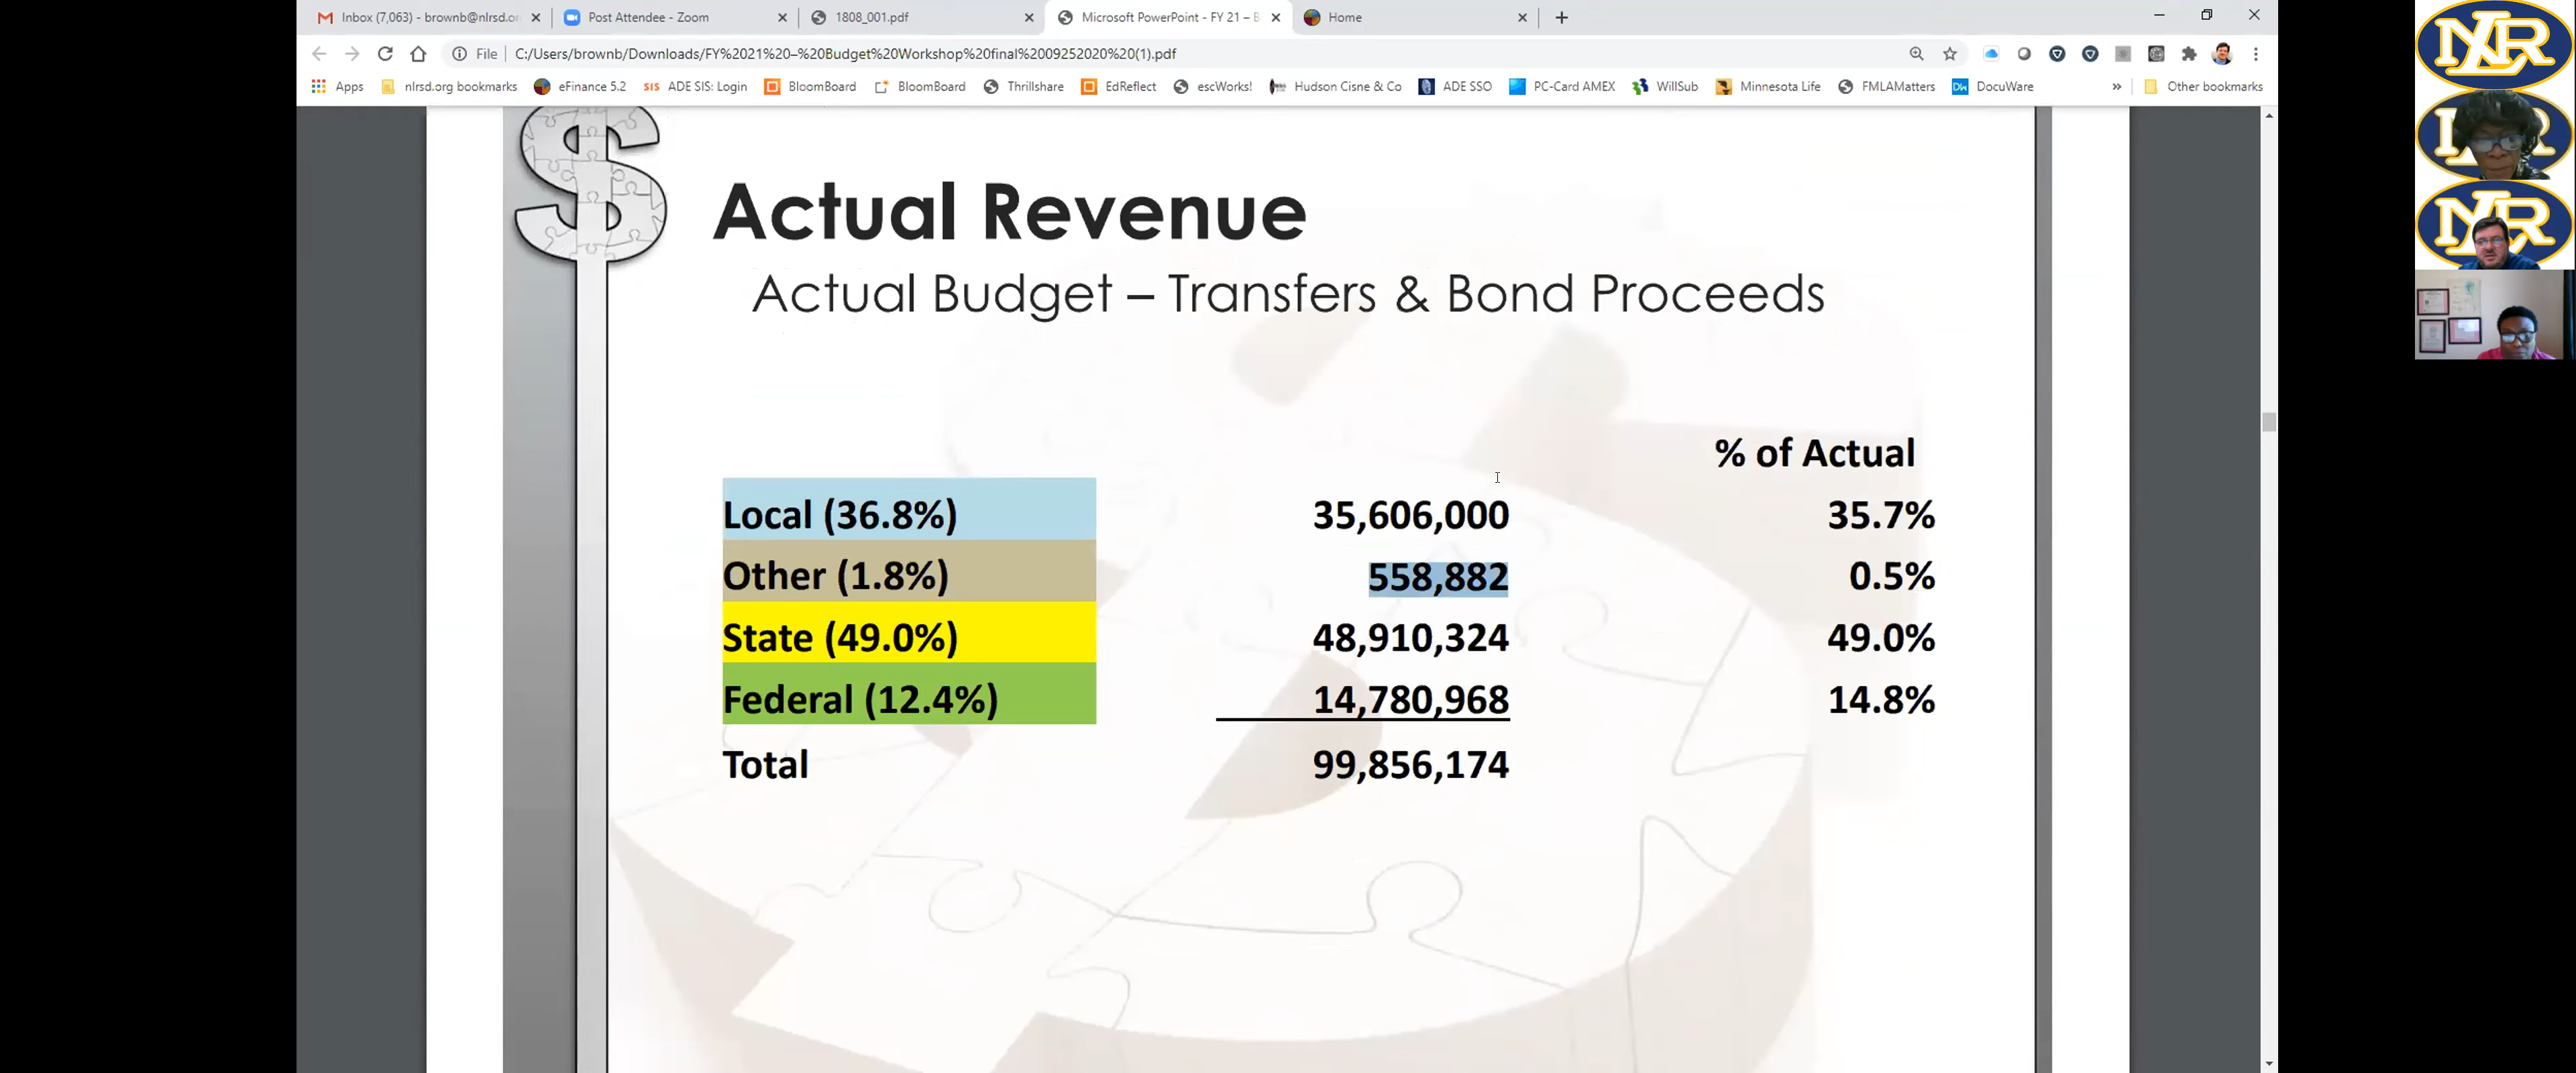 Inbox (7,063) - brownb@nlrsd.or
Post Attendee - Zoom
1808_001.pdf
Microsoft PowerPoint - FY 21 – B
Home
File
C:/Users/brownb/Downloads/FY%2021%20–%20Budget%20Workshop%20final%2009252020%20(1).pdf
Apps
nlrsd.org bookmarks
eFinance 5.2
SIS ADE SIS: Login
BloomBoard
BloomBoard
Thrillshare
EdReflect
escWorks!
Hudson Cisne & Co
ADE SSO
PC-Card AMEX
WillSub
Minnesota Life
FMLAMatters
Dw DocuWare
»
Other bookmarks
$
Actual Revenue
Actual Budget – Transfers & Bond Proceeds
% of Actual
Local (36.8%) 35,606,000 35.7%
Other (1.8%) 558,882 0.5%
State (49.0%) 48,910,324 49.0%
Federal (12.4%) 14,780,968 14.8%
Total 99,856,174
NLR
NLR